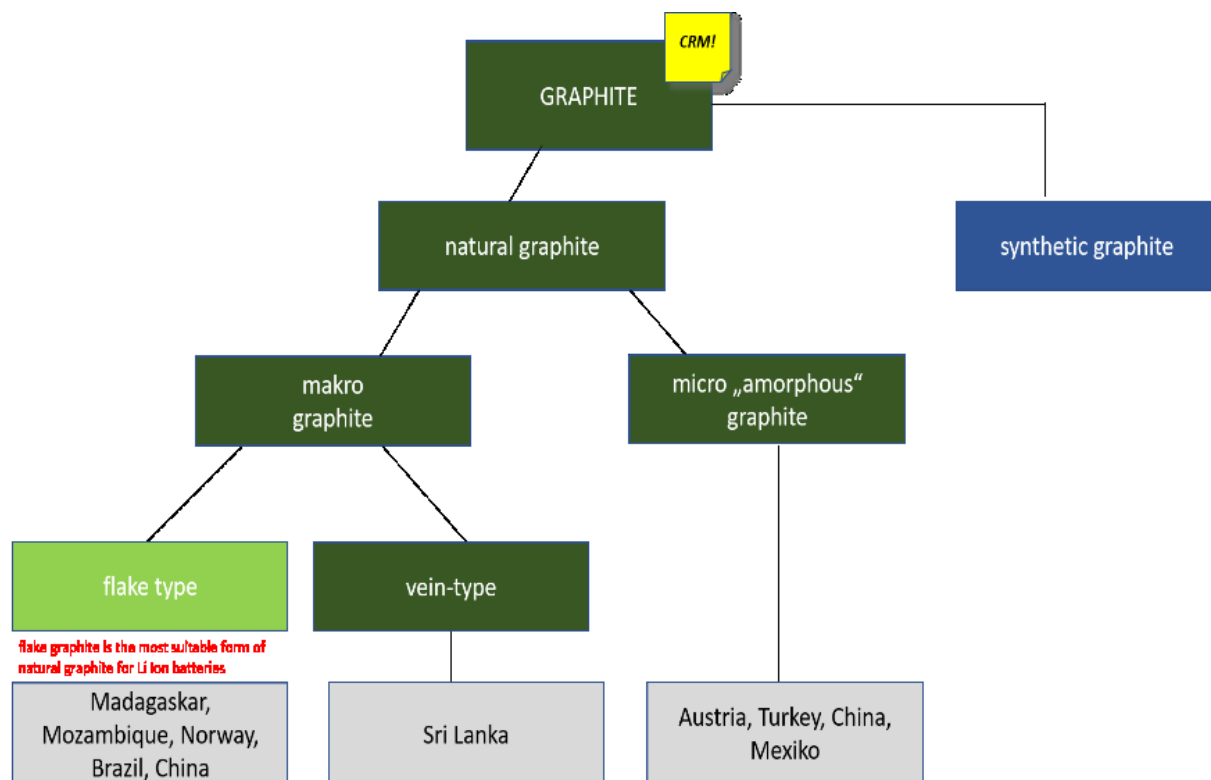 CRM!
GRAPHITE
natural graphite
synthetic graphite
makro
graphite
micro „amorphous“
graphite
flake type
vein-type
flake graphite is the most suitable form of
natural graphite for Li Ion batteries
Madagaskar,
Mozambique, Norway,
Brazil, China
Sri Lanka
Austria, Turkey, China,
Mexiko